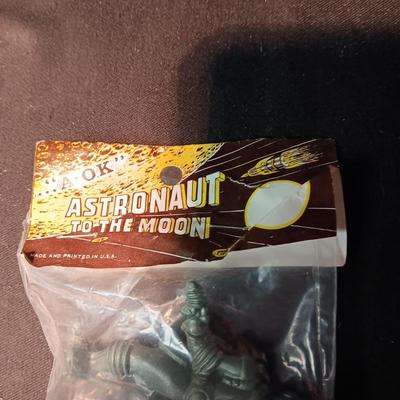 ..."A-OK"
ASTRONAUT
TO THE MOON
MADE AND PRINTED IN U.S.A.